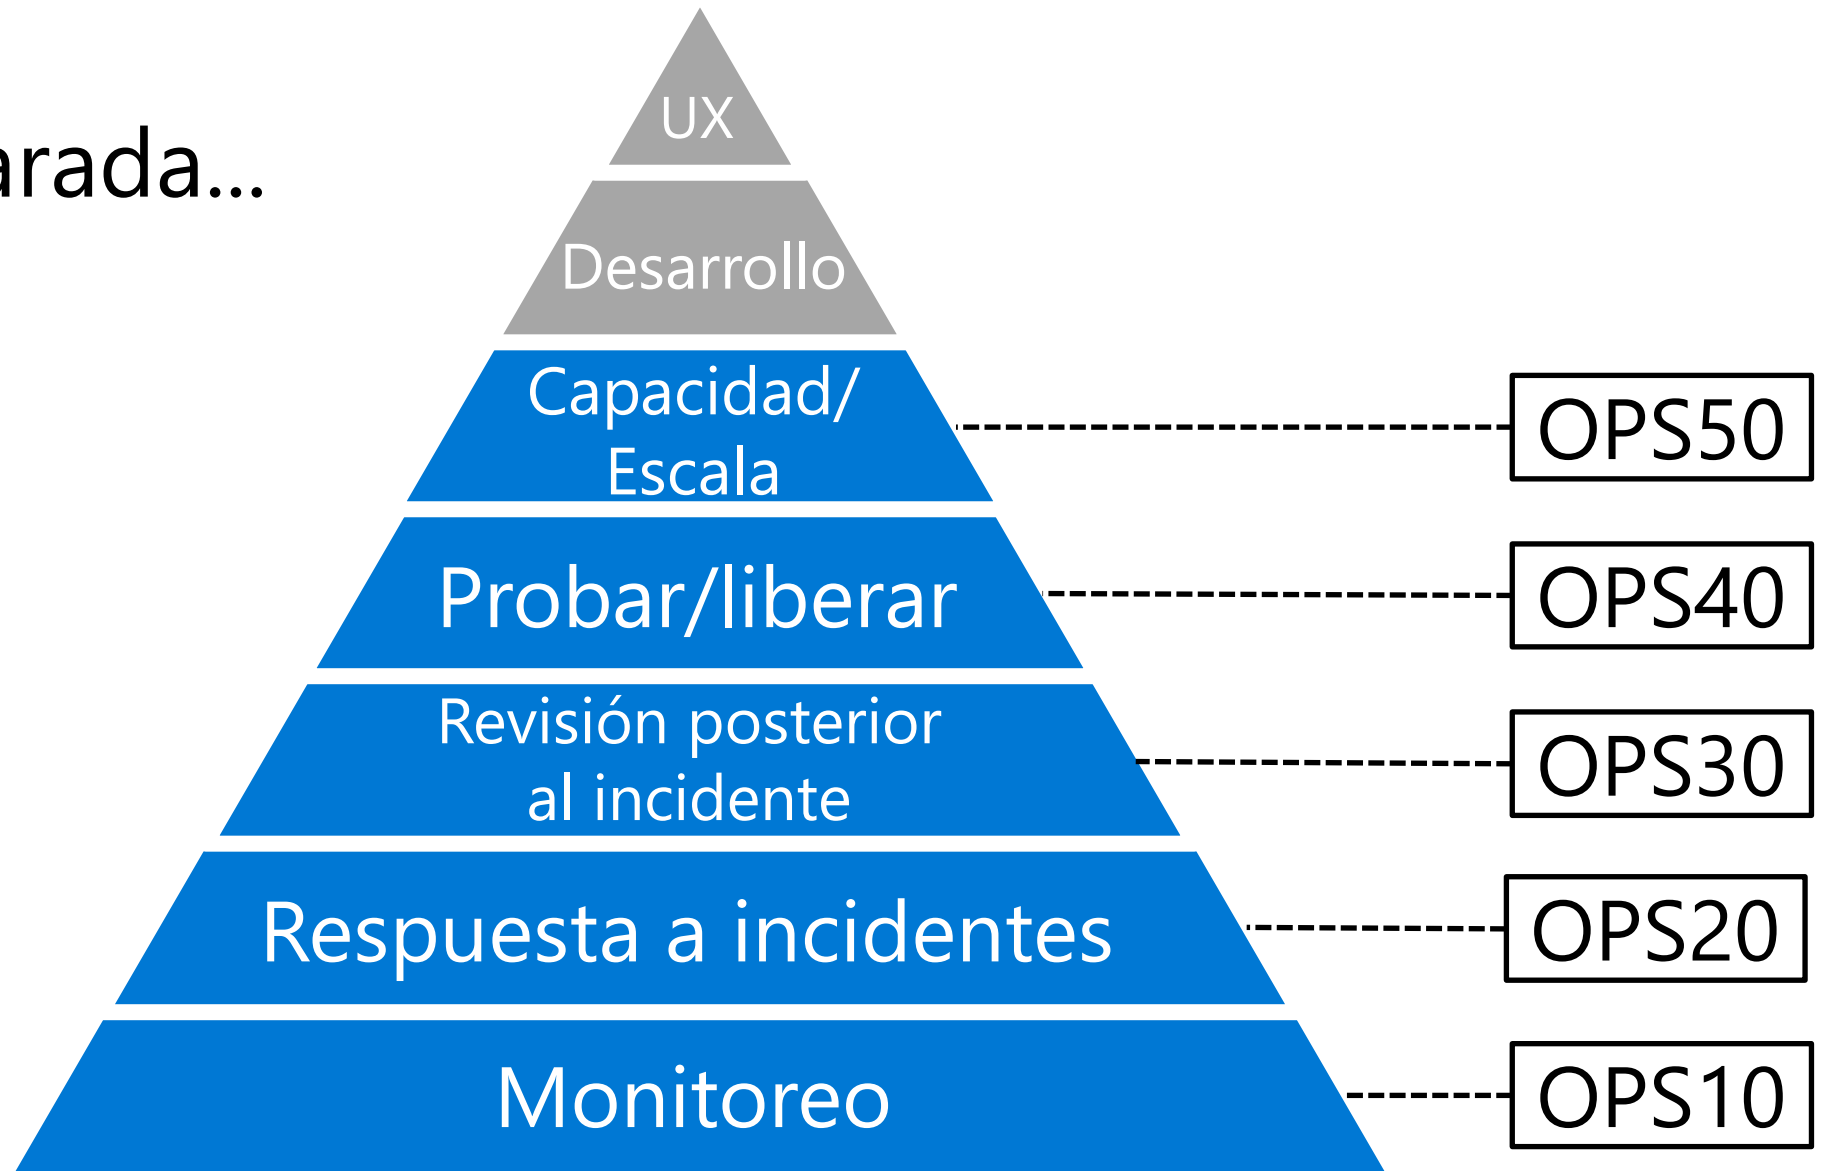 UX
arada...
Desarrollo
Capacidad/
Escala
OPS50
Probar/liberar
OPS40
Revisión posterior
al incidente
OPS30
Respuesta a incidentes
OPS20
Monitoreo
OPS10